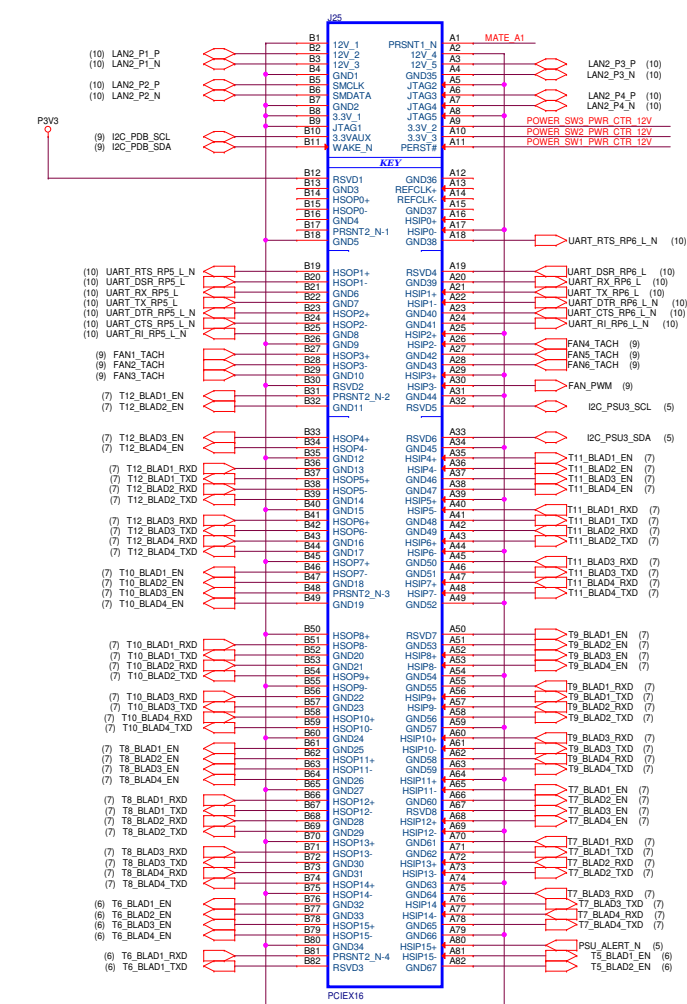 J25
B1 12V_1 PRSNT1_N A1 MATE_A1
(10) LAN2_P1_P B2 12V_2 12V_4 A2
(10) LAN2_P1_N B3 12V_3 12V_5 A3 LAN2_P3_P (10)
B4 GND1 GND35 A4 LAN2_P3_N (10)
(10) LAN2_P2_P B5 SMCLK JTAG2 A5
(10) LAN2_P2_N B6 SMDATA JTAG3 A6 LAN2_P4_P (10)
B7 GND2 JTAG4 A7 LAN2_P4_N (10)
B8 3.3V_1 JTAG5 A8
P3V3 B9 JTAG1 3.3V_2 A9 POWER_SW3_PWR_CTR_12V
(9) I2C_PDB_SCL B10 3.3VAUX 3.3V_3 A10 POWER_SW2_PWR_CTR_12V
(9) I2C_PDB_SDA B11 WAKE_N PERST# A11 POWER_SW1_PWR_CTR_12V
KEY
B12 RSVD1 GND36 A12
B13 GND3 REFCLK+ A13
B14 HSOP0+ REFCLK- A14
B15 HSOP0- GND37 A15
B16 GND4 HSIP0+ A16
B17 PRSNT2_N-1 HSIP0- A17
B18 GND5 GND38 A18 UART_RTS_RP6_L_N (10)
(10) UART_RTS_RP5_L_N B19 HSOP1+ RSVD4 A19 UART_DSR_RP6_L (10)
(10) UART_DSR_RP5_L B20 HSOP1- GND39 A20 UART_RX_RP6_L (10)
(10) UART_RX_RP5_L B21 GND6 HSIP1+ A21 UART_TX_RP6_L (10)
(10) UART_TX_RP5_L B22 GND7 HSIP1- A22 UART_DTR_RP6_L_N (10)
(10) UART_DTR_RP5_L_N B23 HSOP2+ GND40 A23 UART_CTS_RP6_L_N (10)
(10) UART_CTS_RP5_L_N B24 HSOP2- GND41 A24 UART_RI_RP6_L_N (10)
(10) UART_RI_RP5_L_N B25 GND8 HSIP2+ A25
B26 GND9 HSIP2- A26 FAN4_TACH (9)
(9) FAN1_TACH B27 HSOP3+ GND42 A27 FAN5_TACH (9)
(9) FAN2_TACH B28 HSOP3- GND43 A28 FAN6_TACH (9)
(9) FAN3_TACH B29 GND10 HSIP3+ A29
B30 RSVD2 HSIP3- A30 FAN_PWM (9)
(7) T12_BLAD1_EN B31 PRSNT2_N-2 GND44 A31
(7) T12_BLAD2_EN B32 GND11 RSVD5 A32 I2C_PSU3_SCL (5)
(7) T12_BLAD3_EN B33 HSOP4+ RSVD6 A33 I2C_PSU3_SDA (5)
(7) T12_BLAD4_EN B34 HSOP4- GND45 A34
B35 GND12 HSIP4+ A35 T11_BLAD1_EN (7)
(7) T12_BLAD1_RXD B36 GND13 HSIP4- A36 T11_BLAD2_EN (7)
(7) T12_BLAD1_TXD B37 HSOP5+ GND46 A37 T11_BLAD3_EN (7)
(7) T12_BLAD2_RXD B38 HSOP5- GND47 A38 T11_BLAD4_EN (7)
(7) T12_BLAD2_TXD B39 GND14 HSIP5+ A39
B40 GND15 HSIP5- A40 T11_BLAD1_RXD (7)
(7) T12_BLAD3_RXD B41 HSOP6+ GND48 A41 T11_BLAD1_TXD (7)
(7) T12_BLAD3_TXD B42 HSOP6- GND49 A42 T11_BLAD2_RXD (7)
(7) T12_BLAD4_RXD B43 GND16 HSIP6+ A43 T11_BLAD2_TXD (7)
(7) T12_BLAD4_TXD B44 GND17 HSIP6- A44
B45 HSOP7+ GND50 A45 T11_BLAD3_RXD (7)
(7) T10_BLAD1_EN B46 HSOP7- GND51 A46 T11_BLAD3_TXD (7)
(7) T10_BLAD2_EN B47 GND18 HSIP7+ A47 T11_BLAD4_RXD (7)
(7) T10_BLAD3_EN B48 PRSNT2_N-3 HSIP7- A48 T11_BLAD4_TXD (7)
(7) T10_BLAD4_EN B49 GND19 GND52 A49
B50 HSOP8+ RSVD7 A50 T9_BLAD1_EN (7)
(7) T10_BLAD1_RXD B51 HSOP8- GND53 A51 T9_BLAD2_EN (7)
(7) T10_BLAD1_TXD B52 GND20 HSIP8+ A52 T9_BLAD3_EN (7)
(7) T10_BLAD2_RXD B53 GND21 HSIP8- A53 T9_BLAD4_EN (7)
(7) T10_BLAD2_TXD B54 HSOP9+ GND54 A54
B55 HSOP9- GND55 A55 T9_BLAD1_RXD (7)
(7) T10_BLAD3_RXD B56 GND22 HSIP9+ A56 T9_BLAD1_TXD (7)
(7) T10_BLAD3_TXD B57 GND23 HSIP9- A57 T9_BLAD2_RXD (7)
(7) T10_BLAD4_RXD B58 HSOP10+ GND56 A58 T9_BLAD2_TXD (7)
(7) T10_BLAD4_TXD B59 HSOP10- GND57 A59
B60 GND24 HSIP10+ A60 T9_BLAD3_RXD (7)
(7) T8_BLAD1_EN B61 GND25 HSIP10- A61 T9_BLAD3_TXD (7)
(7) T8_BLAD2_EN B62 HSOP11+ GND58 A62 T9_BLAD4_RXD (7)
(7) T8_BLAD3_EN B63 HSOP11- GND59 A63 T9_BLAD4_TXD (7)
(7) T8_BLAD4_EN B64 GND26 HSIP11+ A64
B65 GND27 HSIP11- A65 T7_BLAD1_EN (7)
(7) T8_BLAD1_RXD B66 HSOP12+ GND60 A66 T7_BLAD2_EN (7)
(7) T8_BLAD1_TXD B67 HSOP12- RSVD8 A67 T7_BLAD3_EN (7)
(7) T8_BLAD2_RXD B68 GND28 HSIP12+ A68 T7_BLAD4_EN (7)
(7) T8_BLAD2_TXD B69 GND29 HSIP12- A69
B70 HSOP13+ GND61 A70 T7_BLAD1_RXD (7)
(7) T8_BLAD3_RXD B71 HSOP13- GND62 A71 T7_BLAD1_TXD (7)
(7) T8_BLAD3_TXD B72 GND30 HSIP13+ A72 T7_BLAD2_RXD (7)
(7) T8_BLAD4_RXD B73 GND31 HSIP13- A73 T7_BLAD2_TXD (7)
(7) T8_BLAD4_TXD B74 HSOP14+ GND63 A74
B75 HSOP14- GND64 A75 T7_BLAD3_RXD (7)
(6) T6_BLAD1_EN B76 GND32 HSIP14 A76 T7_BLAD3_TXD (7)
(6) T6_BLAD2_EN B77 GND33 HSIP14- A77 T7_BLAD4_RXD (7)
(6) T6_BLAD3_EN B78 HSOP15+ GND65 A78 T7_BLAD4_TXD (7)
(6) T6_BLAD4_EN B79 HSOP15- GND66 A79
B80 GND34 HSIP15+ A80 PSU_ALERT_N (5)
(6) T6_BLAD1_RXD B81 PRSNT2_N-4 HSIP15- A81 T5_BLAD1_EN (6)
(6) T6_BLAD1_TXD B82 RSVD3 GND67 A82 T5_BLAD2_EN (6)
PCIEX16